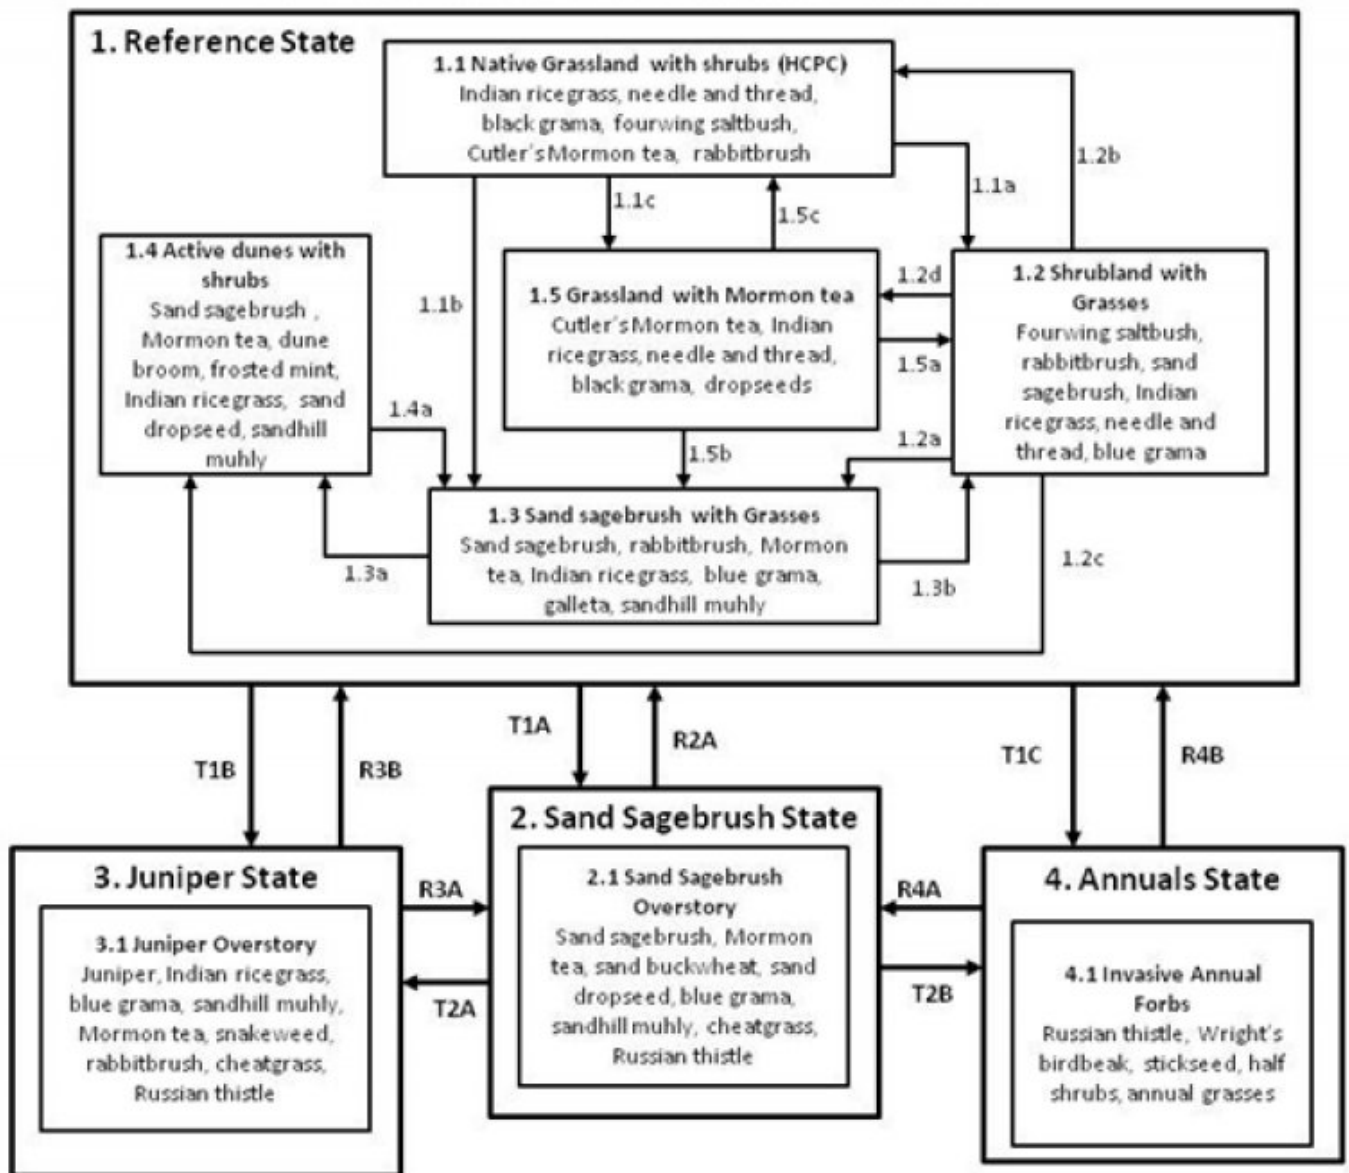 1. Reference State
1.1 Native Grassland with shrubs (HCPC)
Indian ricegrass, needle and thread,
black grama, fourwing saltbush,
Cutler's Mormon tea, rabbitbrush
1.2b
1.1a
1.1c
1.5c
1.4 Active dunes with
shrubs
Sand sagebrush ,
Mormon tea, dune
broom, frosted mint,
Indian ricegrass, sand
dropseed, sandhill
muhly
1.1b
1.5 Grassland with Mormon tea
Cutler's Mormon tea, Indian
ricegrass, needle and thread,
black grama, dropseeds
1.2d
1.5a
1.2 Shrubland with
Grasses
Fourwing saltbush,
rabbitbrush, sand
sagebrush, Indian
ricegrass, needle and
thread, blue grama
1.4a
1.5b
1.2a
1.3 Sand sagebrush with Grasses
Sand sagebrush, rabbitbrush, Mormon
tea, Indian ricegrass, blue grama,
galleta, sandhill muhly
1.3a
1.3b
1.2c
T1B
R3B
T1A
R2A
T1C
R4B
3. Juniper State
3.1 Juniper Overstory
Juniper, Indian ricegrass,
blue grama, sandhill muhly,
Mormon tea, snakeweed,
rabbitbrush, cheatgrass,
Russian thistle
R3A
T2A
2. Sand Sagebrush State
2.1 Sand Sagebrush
Overstory
Sand sagebrush, Mormon
tea, sand buckwheat, sand
dropseed, blue grama,
sandhill muhly, cheatgrass,
Russian thistle
R4A
T2B
4. Annuals State
4.1 Invasive Annual
Forbs
Russian thistle, Wright's
birdbeak, stickseed, half
shrubs, annual grasses